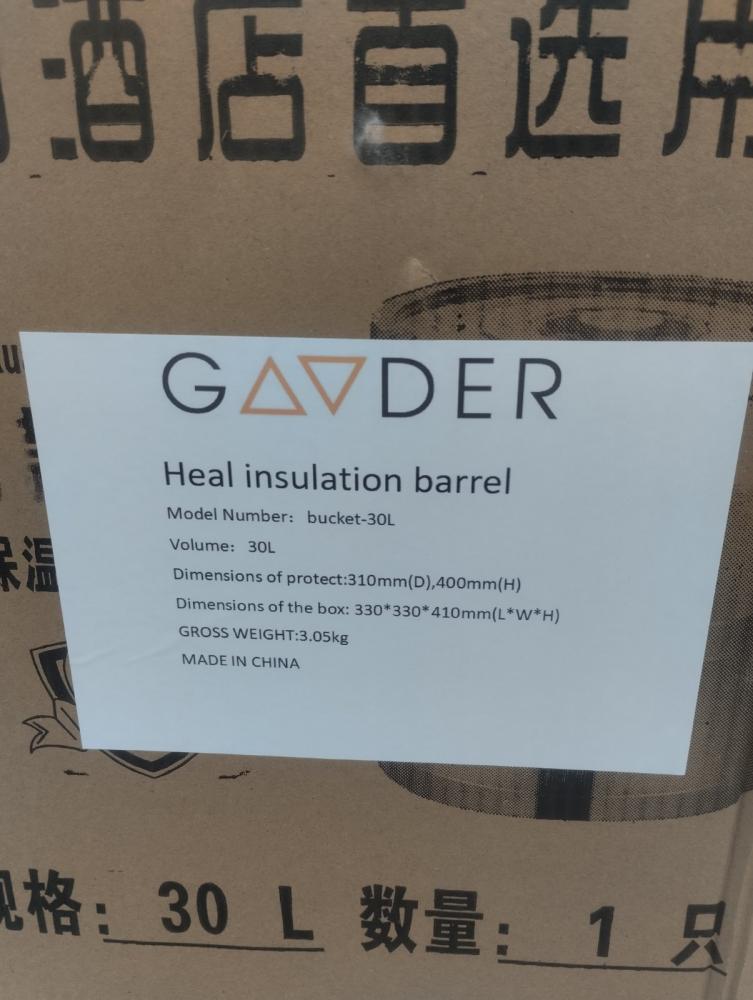 酒店首选用
GAVDER
Heal insulation barrel
Model Number: bucket-30L
Volume: 30L
Dimensions of protect:310mm(D),400mm(H)
Dimensions of the box: 330*330*410mm(L*W*H)
GROSS WEIGHT:3.05kg
MADE IN CHINA
保温
规格: 30 L 数量: 1 只